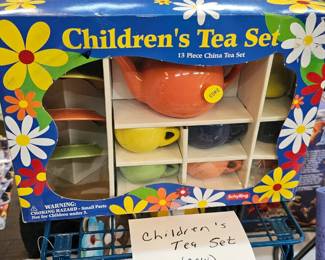 Children's Tea Set
13 Piece China Tea Set
WARNING:
CHOKING HAZARD - Small Parts
Not for Children under 3.
Schylling
Children's
Tea Set